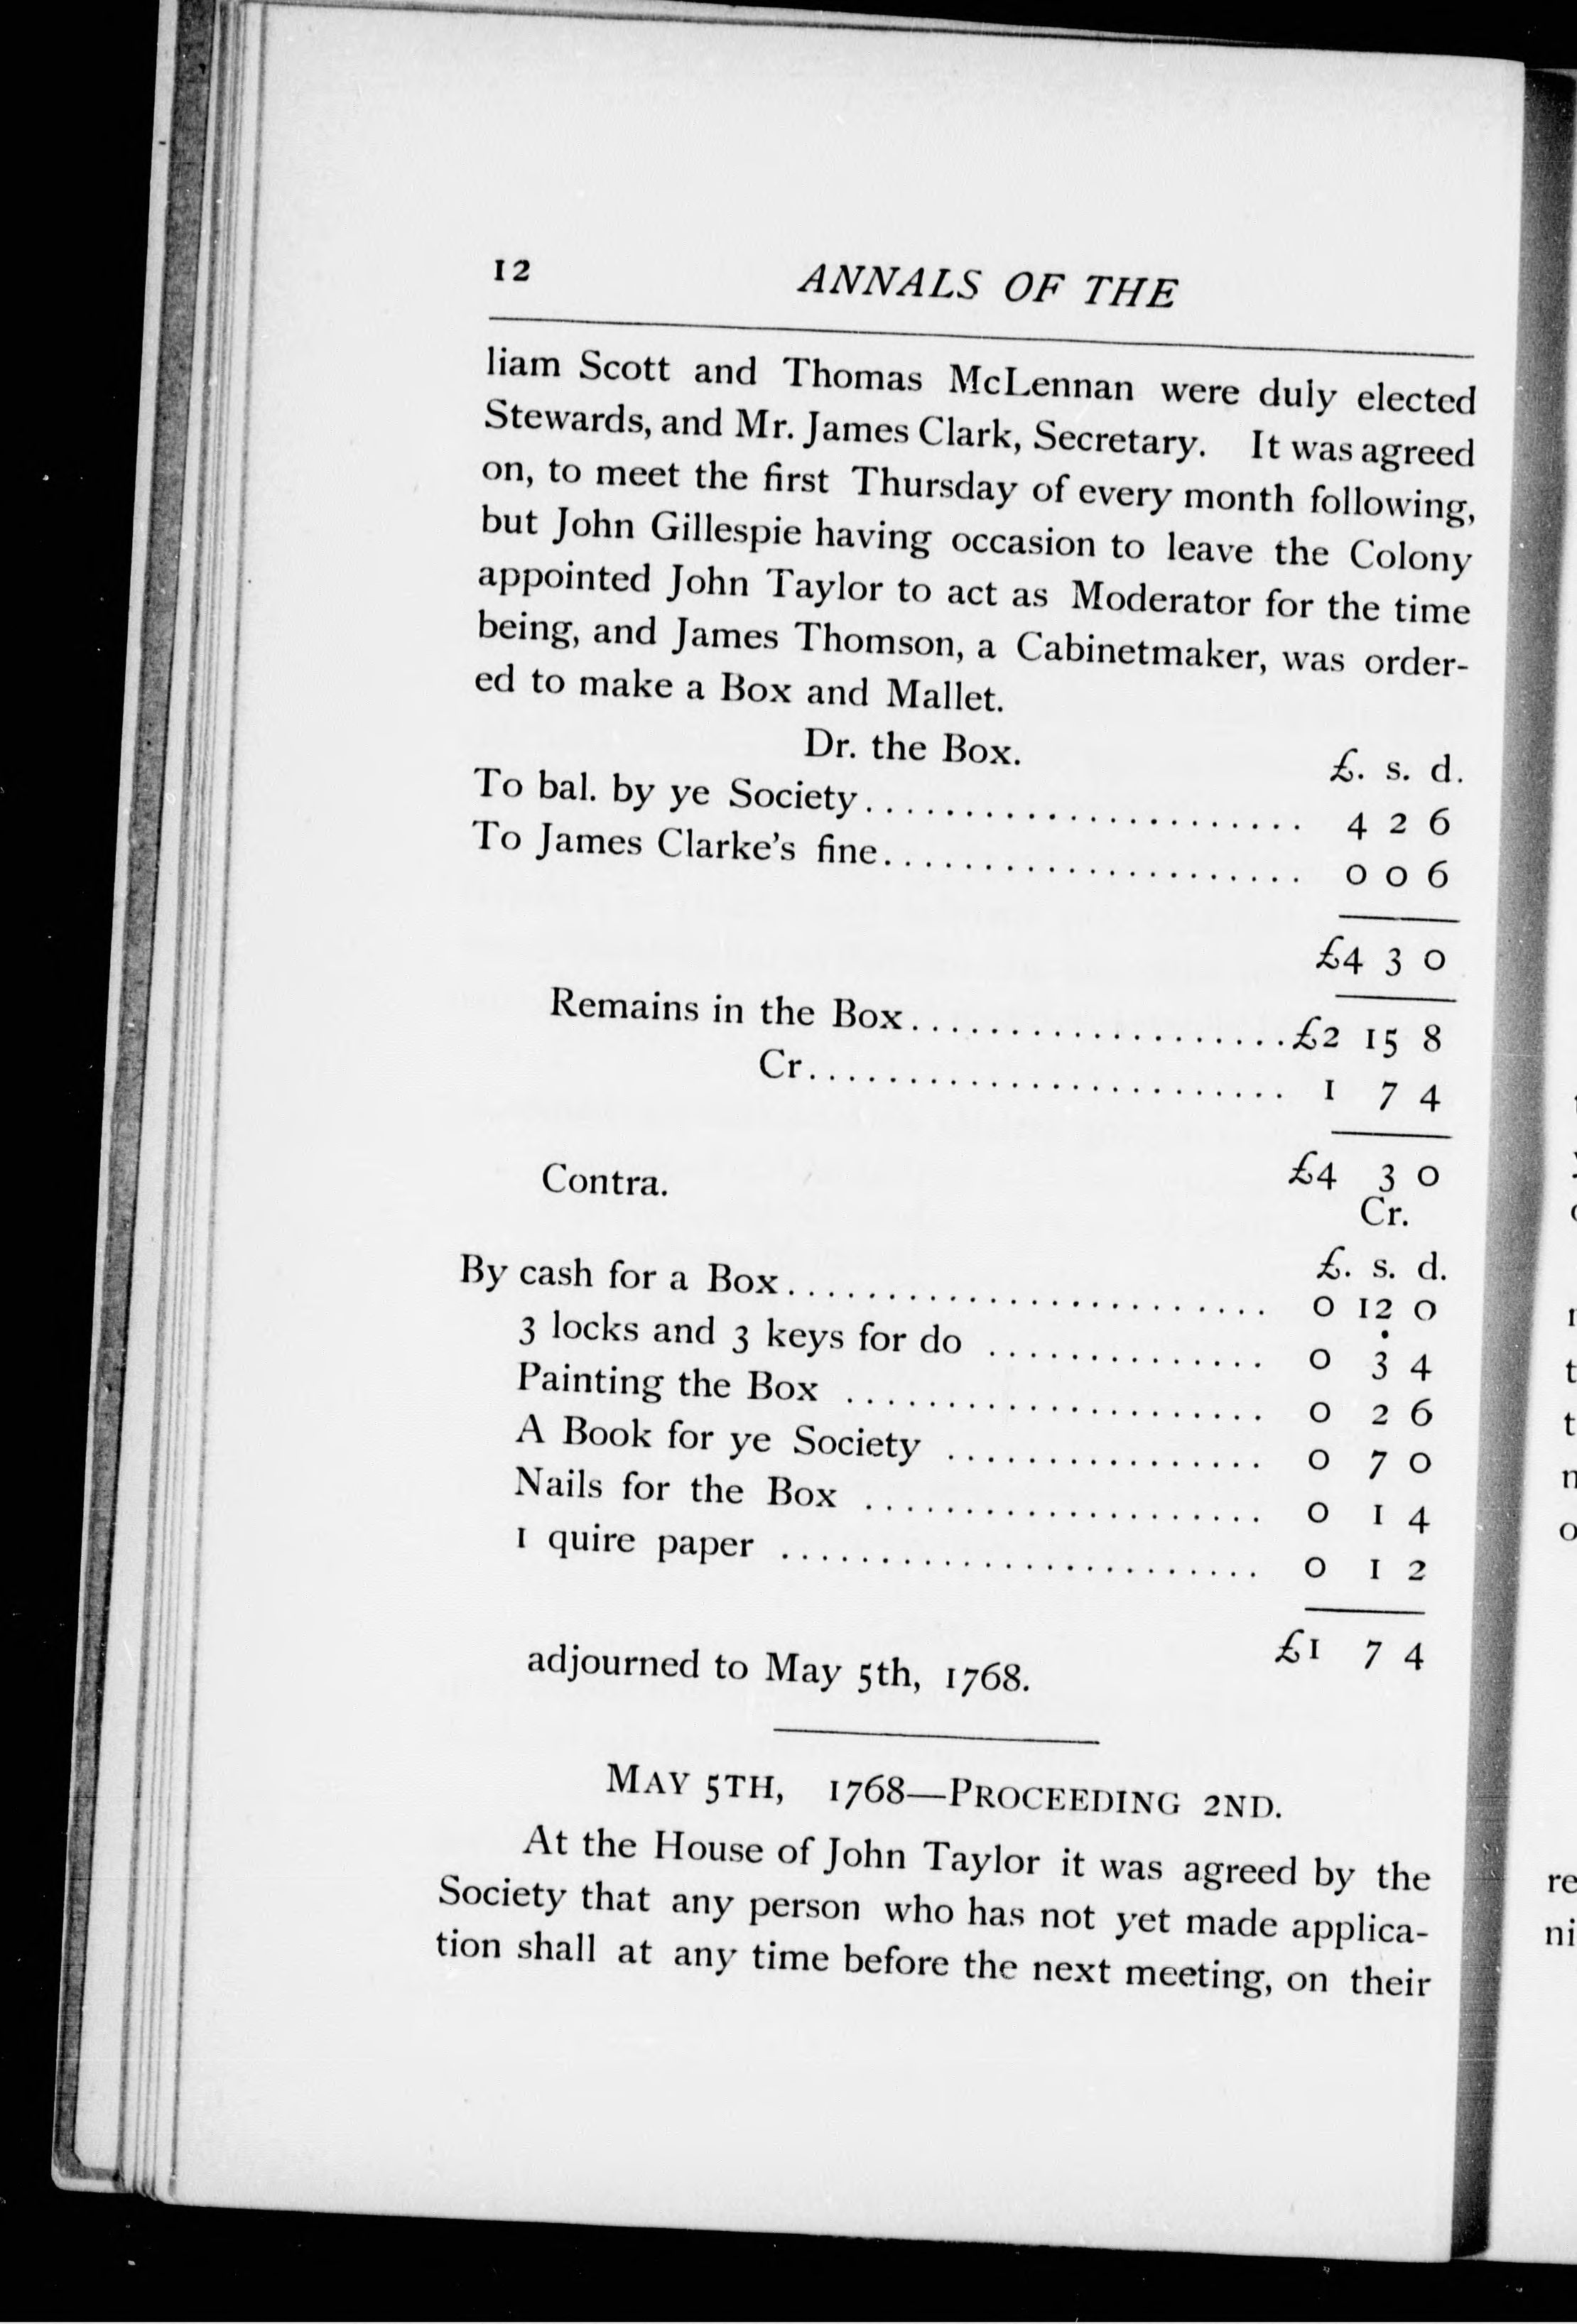 12 ANNALS OF THE
liam Scott and Thomas McLennan were duly elected
Stewards, and Mr. James Clark, Secretary. It was agreed
on, to meet the first Thursday of every month following,
but John Gillespie having occasion to leave the Colony
appointed John Taylor to act as Moderator for the time
being, and James Thomson, a Cabinetmaker, was order-
ed to make a Box and Mallet.
Dr. the Box. £. s. d.
To bal. by ye Society........................ 4 2 6
To James Clarke's fine...................... 0 0 6
£4 3 0
Remains in the Box....................£2 15 8
Cr......................... 1 7 4
Contra. £4 3 0
Cr.
£. s. d.
By cash for a Box......................... 0 12 0
3 locks and 3 keys for do .............. 0 3 4
Painting the Box ...................... 0 2 6
A Book for ye Society ................. 0 7 0
Nails for the Box ..................... 0 1 4
1 quire paper ......................... 0 1 2
£1 7 4
adjourned to May 5th, 1768.
MAY 5TH, 1768—PROCEEDING 2ND.
At the House of John Taylor it was agreed by the
Society that any person who has not yet made applica-
tion shall at any time before the next meeting, on their
re
ni